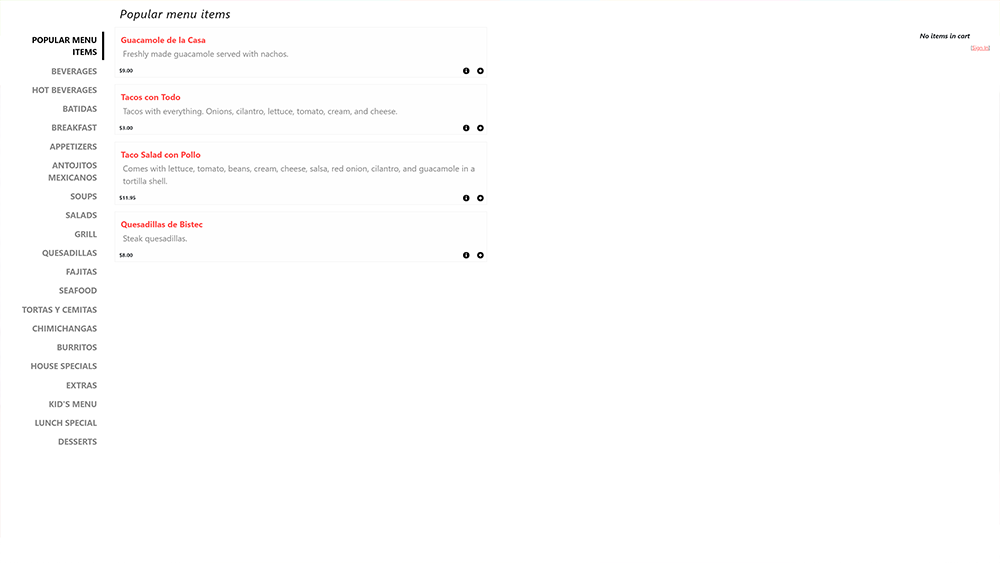 Popular menu items
POPULAR MENU
ITEMS
BEVERAGES
HOT BEVERAGES
BATIDAS
BREAKFAST
APPETIZERS
ANTOJITOS
MEXICANOS
SOUPS
SALADS
GRILL
QUESADILLAS
FAJITAS
SEAFOOD
TORTAS Y CEMITAS
CHIMICHANGAS
BURRITOS
HOUSE SPECIALS
EXTRAS
KID'S MENU
LUNCH SPECIAL
DESSERTS
Guacamole de la Casa
Freshly made guacamole served with nachos.
$9.00
Tacos con Todo
Tacos with everything. Onions, cilantro, lettuce, tomato, cream, and cheese.
$3.00
Taco Salad con Pollo
Comes with lettuce, tomato, beans, cream, cheese, salsa, red onion, cilantro, and guacamole in a
tortilla shell.
$11.95
Quesadillas de Bistec
Steak quesadillas.
$8.00
No items in cart
[Sign in]